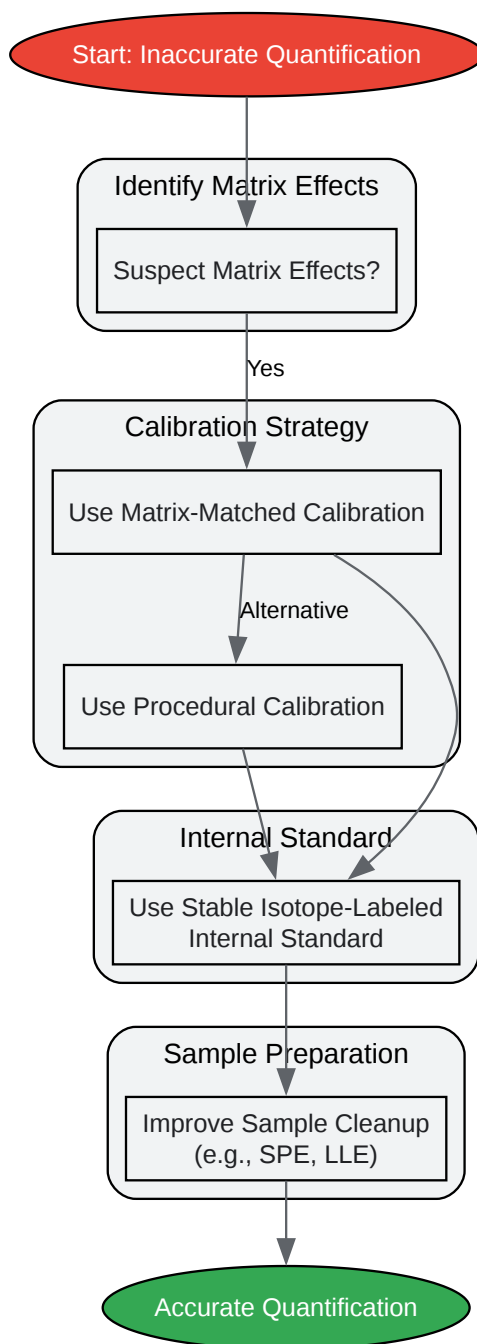 Start: Inaccurate Quantification
Identify Matrix Effects
Suspect Matrix Effects?
Yes
Calibration Strategy
Use Matrix-Matched Calibration
Alternative
Use Procedural Calibration
Internal Standard
Use Stable Isotope-Labeled
Internal Standard
Sample Preparation
Improve Sample Cleanup
(e.g., SPE, LLE)
Accurate Quantification